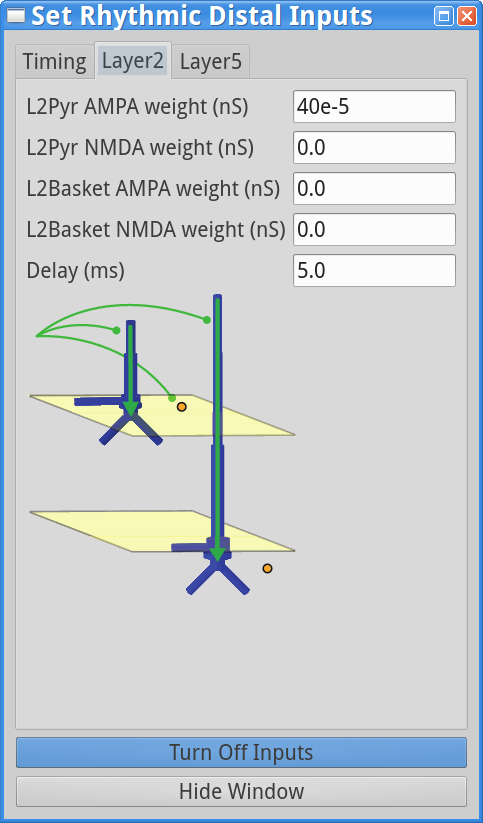 Set Rhythmic Distal Inputs
Timing Layer2 Layer5
L2Pyr AMPA weight (nS) 40e-5
L2Pyr NMDA weight (nS) 0.0
L2Basket AMPA weight (nS) 0.0
L2Basket NMDA weight (nS) 0.0
Delay (ms) 5.0
Turn Off Inputs
Hide Window